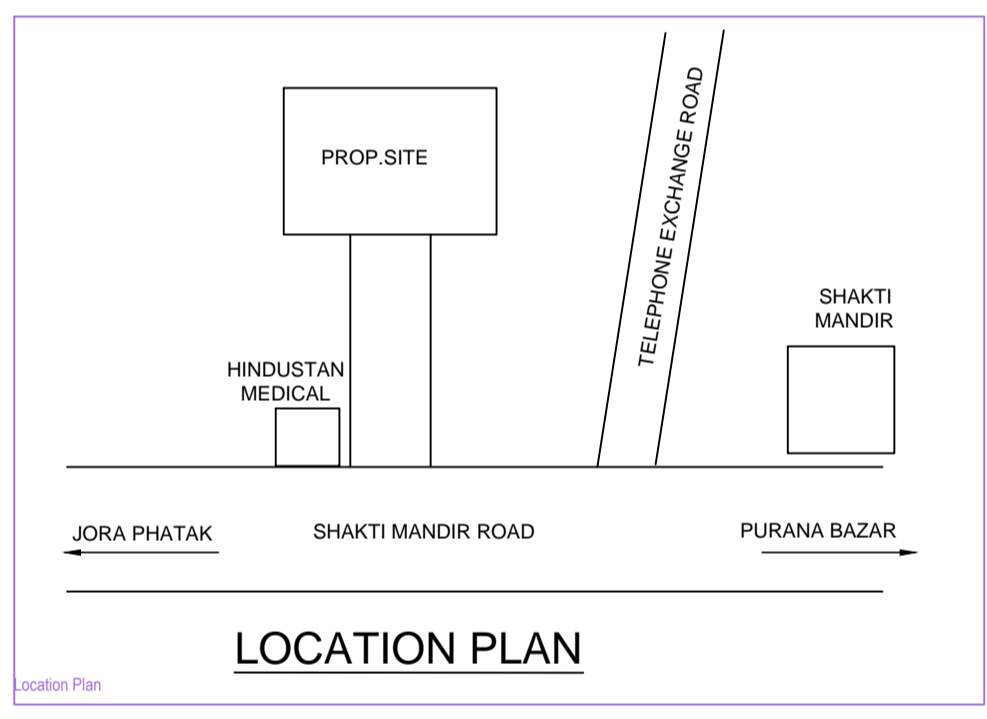 PROP.SITE
TELEPHONE EXCHANGE ROAD
SHAKTI
MANDIR
HINDUSTAN
MEDICAL
JORA PHATAK
SHAKTI MANDIR ROAD
PURANA BAZAR
LOCATION PLAN
Location Plan